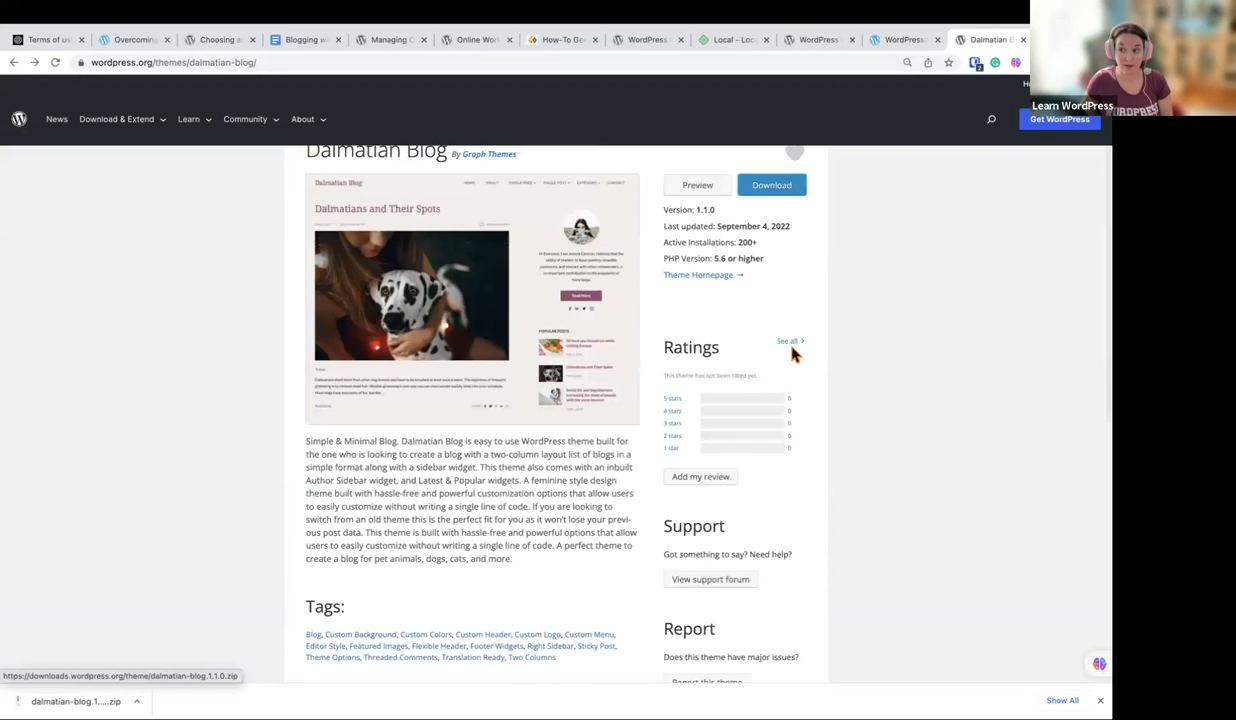 Terms of us
Overcoming
Choosing an
Blogging w
Managing C
Online Wor
How-To Ge
WordPress
Local - Loc
WordPress
WordPress
Dalmatian B
wordpress.org/themes/dalmatian-blog/
2
Learn WordPress
News
Download & Extend
Learn
Community
About
Get WordPress
Dalmatian Blog By Graph Themes
Dalmatian Blog
Dalmatians and Their Spots
Read More
POPULAR POSTS
Preview
Download
Version: 1.1.0
Last updated: September 4, 2022
Active Installations: 200+
PHP Version: 5.6 or higher
Theme Homepage →
Ratings
See all
This theme has not been rated yet.
5 stars 0
4 stars 0
3 stars 0
2 stars 0
1 star 0
Add my review
Simple & Minimal Blog. Dalmatian Blog is easy to use WordPress theme built for
the one who is looking to create a blog with a two-column layout list of blogs in a
simple format along with a sidebar widget. This theme also comes with an inbuilt
Author Sidebar widget, and Latest & Popular widgets. A feminine style design
theme built with hassle-free and powerful customization options that allow users
to easily customize without writing a single line of code. If you are looking to
switch from an old theme this is the perfect fit for you as it won't lose your previ-
ous post data. This theme is built with hassle-free and powerful options that allow
users to easily customize without writing a single line of code. A perfect theme to
create a blog for pet animals, dogs, cats, and more.
Support
Got something to say? Need help?
View support forum
Tags:
Blog, Custom Background, Custom Colors, Custom Header, Custom Logo, Custom Menu,
Editor Style, Featured Images, Flexible Header, Footer Widgets, Right Sidebar, Sticky Post,
Theme Options, Threaded Comments, Translation Ready, Two Columns
Report
Does this theme have major issues?
Report this theme
https://downloads.wordpress.org/theme/dalmatian-blog.1.1.0.zip
dalmatian-blog.1.....zip
Show All